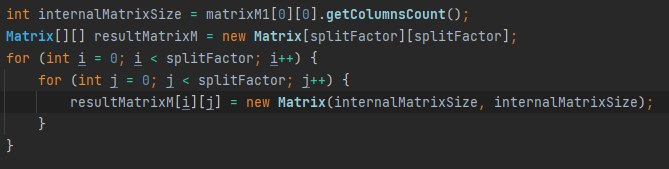 int internalMatrixSize = matrixM1[0][0].getColumnsCount();
Matrix[][] resultMatrixM = new Matrix[splitFactor][splitFactor];
for (int i = 0; i < splitFactor; i++) {
    for (int j = 0; j < splitFactor; j++) {
        resultMatrixM[i][j] = new Matrix(internalMatrixSize, internalMatrixSize);
    }
}